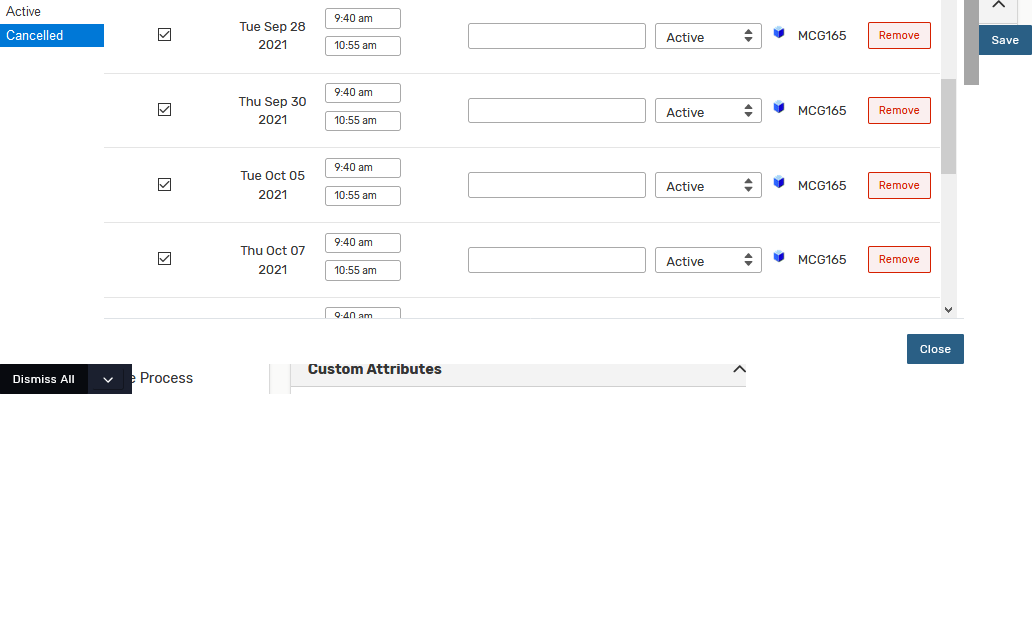 Active
Cancelled
Save
Tue Sep 28
2021
9:40 am
10:55 am
Active
MCG165
Remove
Thu Sep 30
2021
9:40 am
10:55 am
Active
MCG165
Remove
Tue Oct 05
2021
9:40 am
10:55 am
Active
MCG165
Remove
Thu Oct 07
2021
9:40 am
10:55 am
Active
MCG165
Remove
9:40 am
Close
Dismiss All
e Process
Custom Attributes